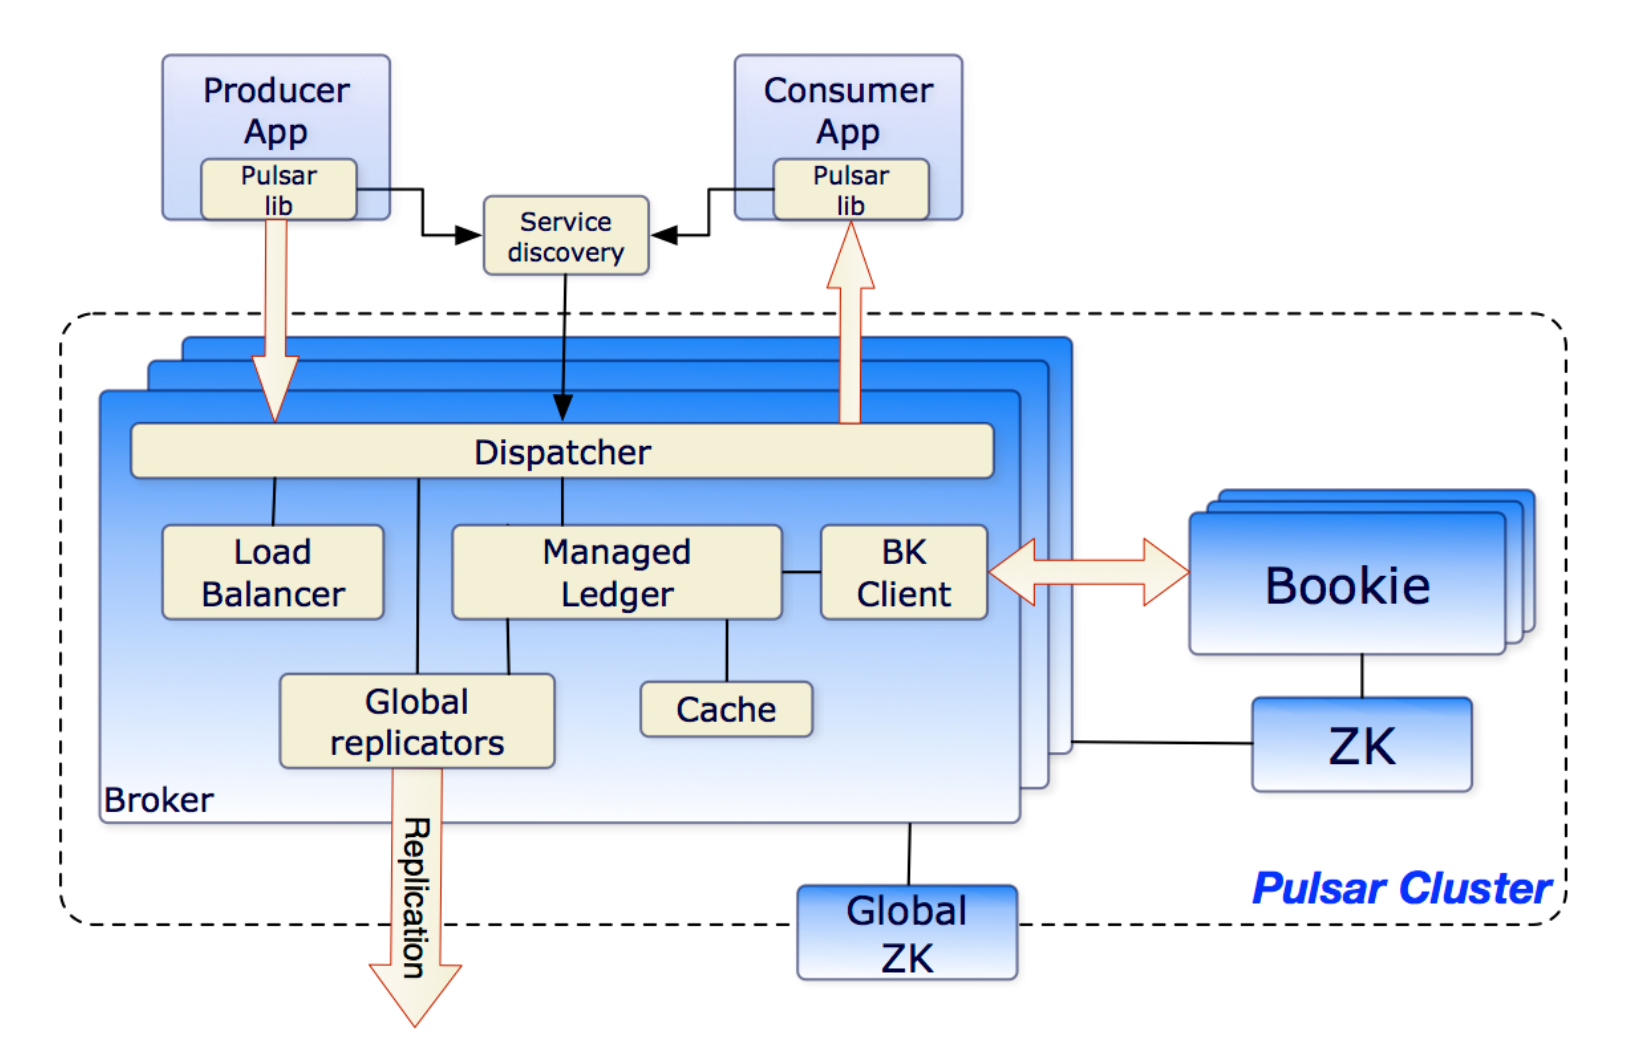 Producer
App
Pulsar
lib
Consumer
App
Pulsar
lib
Service
discovery
Dispatcher
Load
Balancer
Managed
Ledger
BK
Client
Bookie
Global
replicators
Cache
ZK
Broker
Replication
Pulsar Cluster
Global
ZK